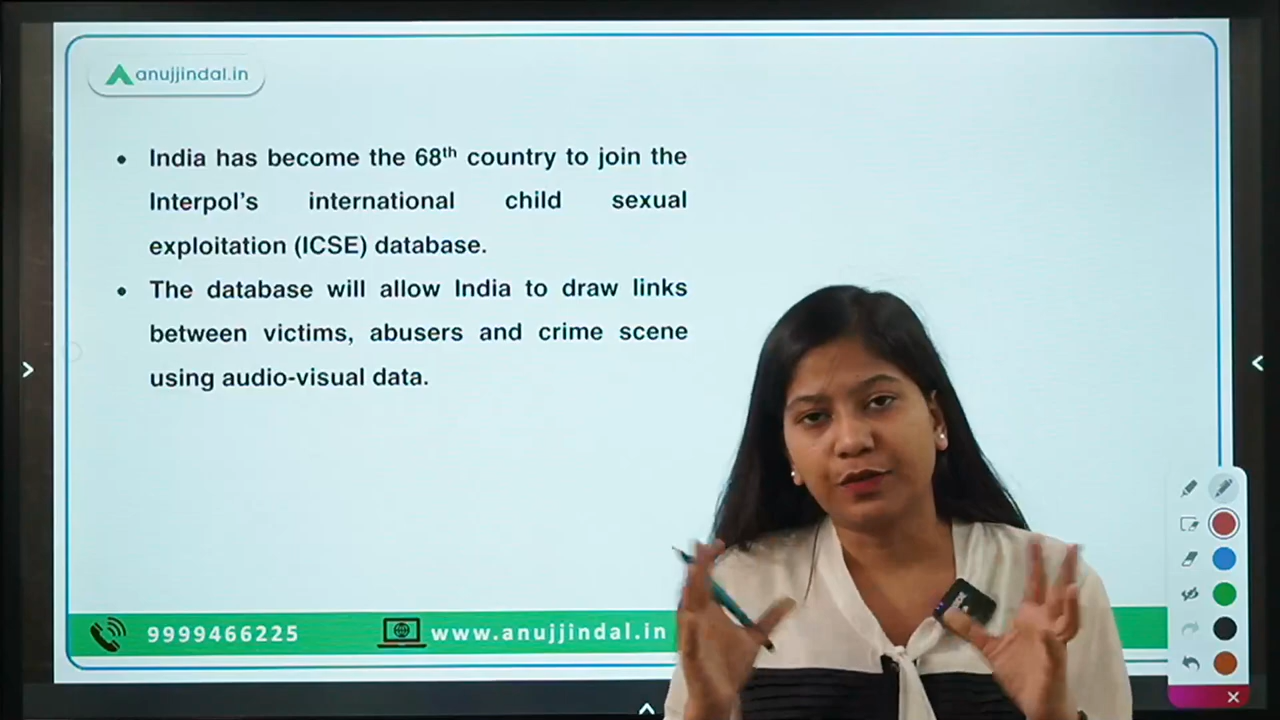 anujjindal.in
India has become the 68th country to join the
Interpol's international child sexual
exploitation (ICSE) database.
The database will allow India to draw links
between victims, abusers and crime scene
using audio-visual data.
9999466225
www.anujjindal.in